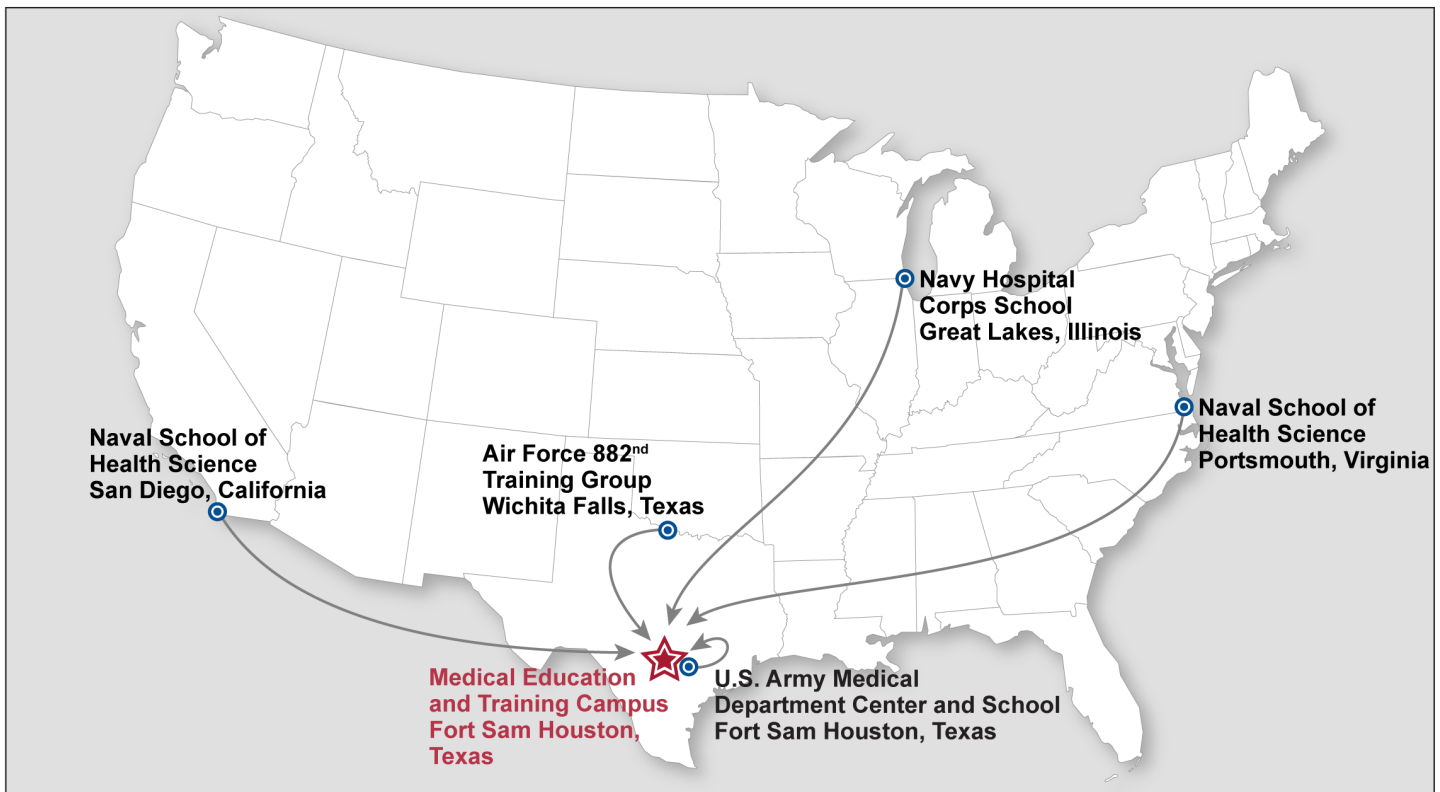 Navy Hospital
Corps School
Great Lakes, Illinois
Naval School of
Health Science
Portsmouth, Virginia
Naval School of
Health Science
San Diego, California
Air Force 882nd
Training Group
Wichita Falls, Texas
Medical Education
and Training Campus
Fort Sam Houston,
Texas
U.S. Army Medical
Department Center and School
Fort Sam Houston, Texas